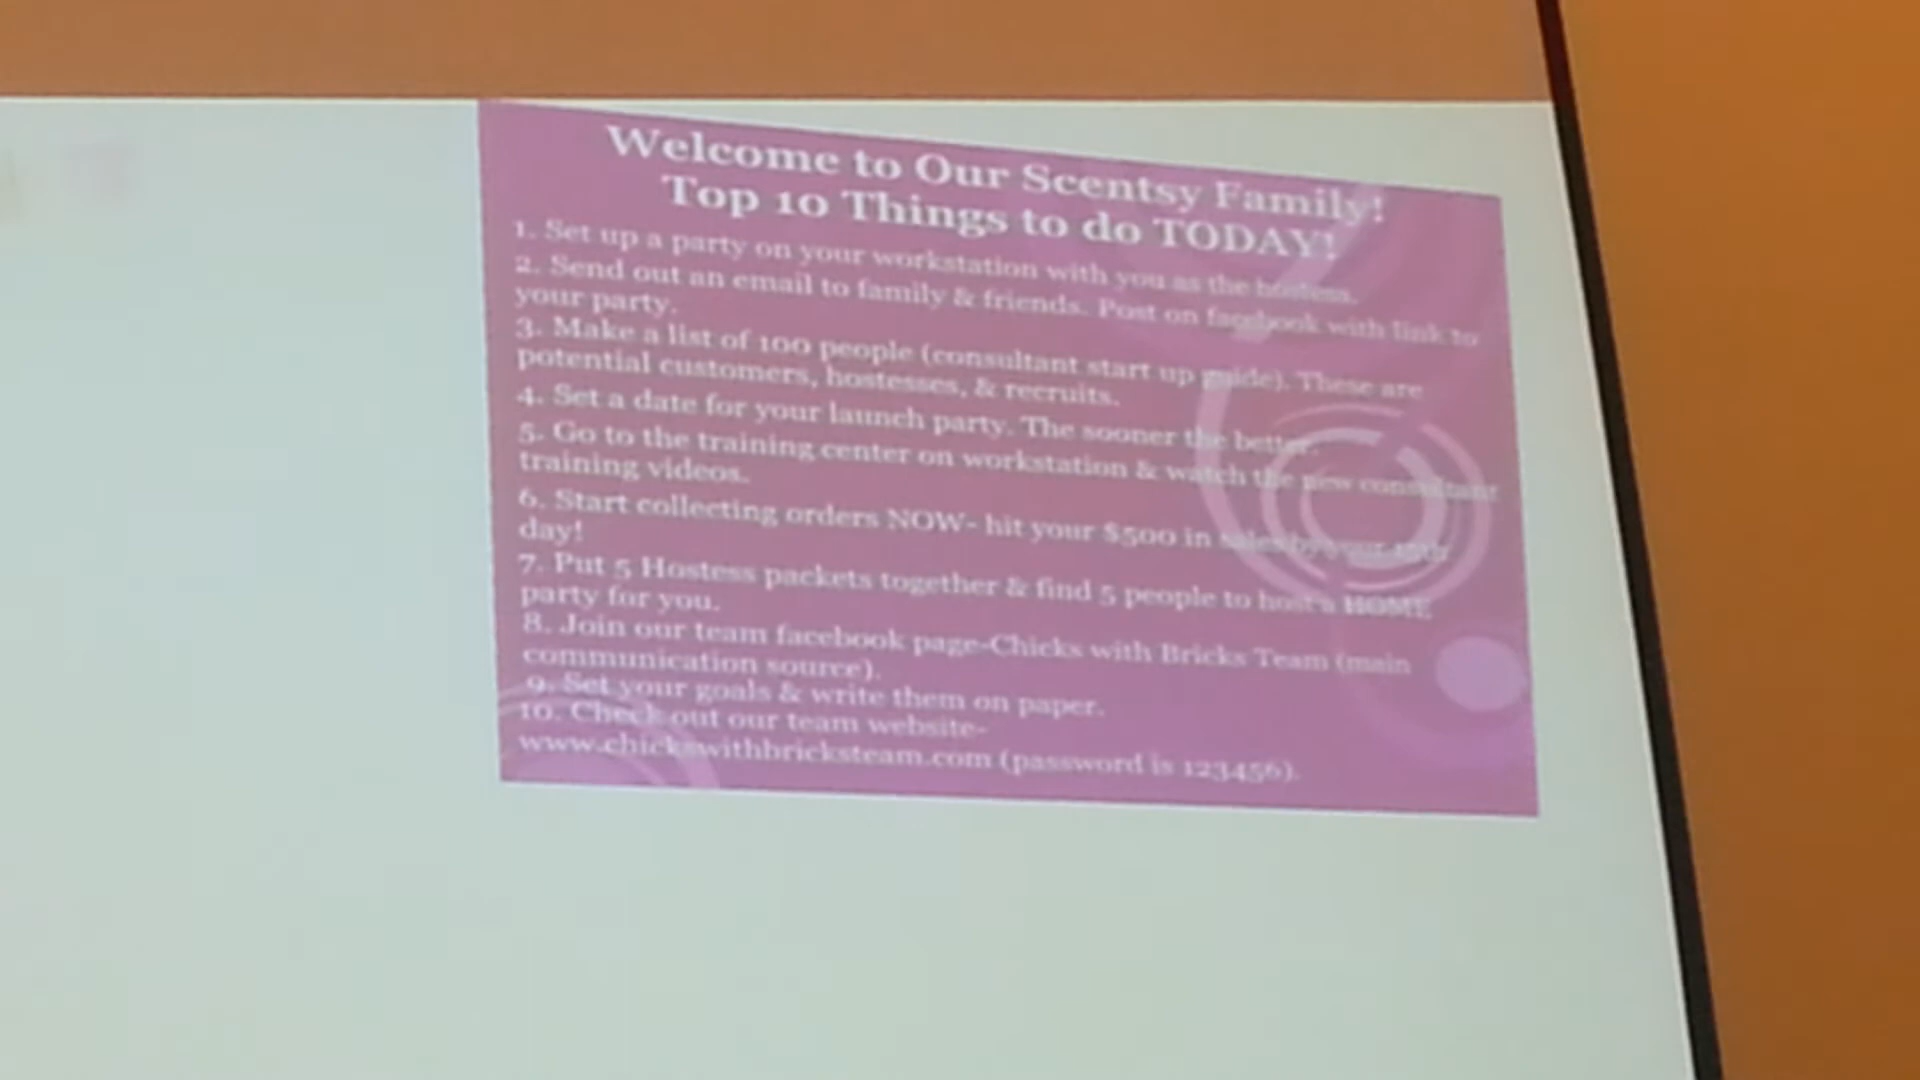 Welcome to Our Scentsy Family!
Top 10 Things to do TODAY!
1. Set up a party on your workstation with you as the hostess.
2. Send out an email to family & friends. Post on facebook with link to
your party.
3. Make a list of 100 people (consultant start up guide). These are
potential customers, hostesses, & recruits.
4. Set a date for your launch party. The sooner the better.
5. Go to the training center on workstation & watch the new consultant
training videos.
6. Start collecting orders NOW- hit your $500 in sales by your 15th
day!
7. Put 5 Hostess packets together & find 5 people to host a HOME
party for you.
8. Join our team facebook page-Chicks with Bricks Team (main
communication source).
9. Set your goals & write them on paper.
10. Check out our team website-
www.chickswithbricksteam.com (password is 123456).